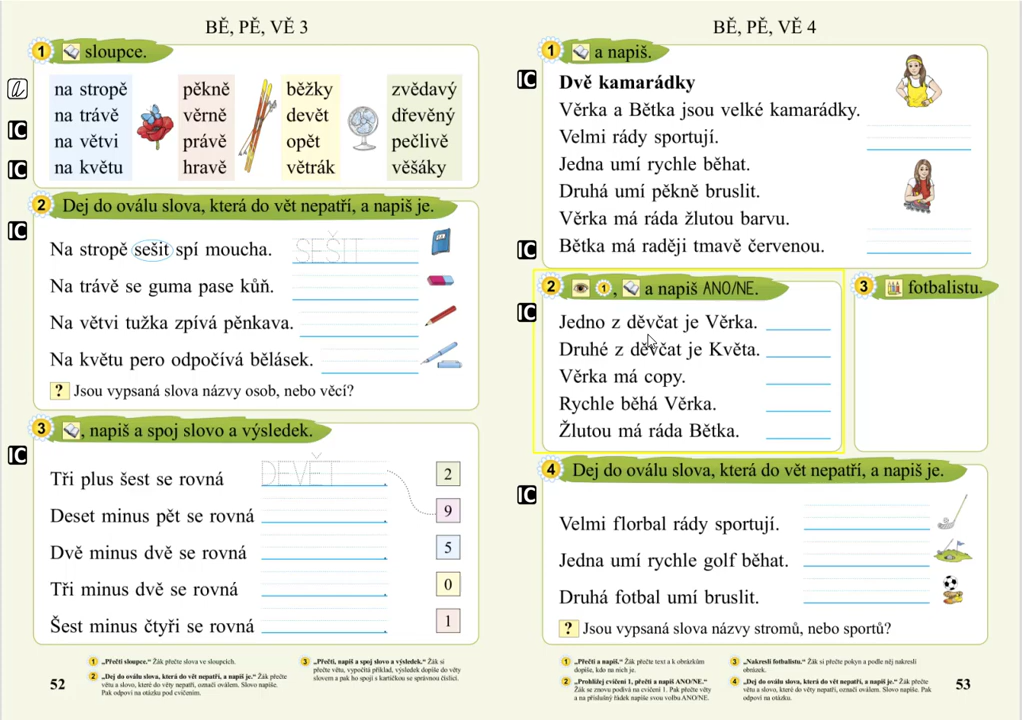 BĚ, PĚ, VĚ 3
1 sloupce.
na stropě
na trávě
na větvi
na květu
pěkně
věrně
právě
hravě
běžky
devět
opět
větrák
zvědavý
dřevěný
pečlivě
věšáky
2 Dej do oválu slova, která do vět nepatří, a napiš je.
Na stropě sešit spí moucha. SEŠIT
Na trávě se guma pase kůň.
Na větvi tužka zpívá pěnkava.
Na květu pero odpočívá bělásek.
? Jsou vypsaná slova názvy osob, nebo věcí?
3 , napiš a spoj slovo a výsledek.
Tři plus šest se rovná DEVĚT . 2
Deset minus pět se rovná . 9
Dvě minus dvě se rovná . 5
Tři minus dvě se rovná . 0
Šest minus čtyři se rovná . 1
1 „Přečti sloupce.“ Žák přečte slova ve sloupcích.
2 „Dej do oválu slova, která do vět nepatří, a napiš je.“ Žák přečte
větu a slovo, které do věty nepatří, označí oválem. Slovo napíše.
Pak odpoví na otázku pod cvičením.
3 „Přečti, napiš a spoj slovo a výsledek.“ Žák si
přečte větu, vypočítá příklad, výsledek dopíše do věty
slovem a pak ho spojí s kartičkou se správnou číslicí.
52
BĚ, PĚ, VĚ 4
1 a napiš.
Dvě kamarádky
Věrka a Bětka jsou velké kamarádky.
Velmi rády sportují.
Jedna umí rychle běhat.
Druhá umí pěkně bruslit.
Věrka má ráda žlutou barvu.
Bětka má raději tmavě červenou.
2 1 , a napiš ANO/NE.
Jedno z děvčat je Věrka.
Druhé z děvčat je Květa.
Věrka má copy.
Rychle běhá Věrka.
Žlutou má ráda Bětka.
3 fotbalistu.
4 Dej do oválu slova, která do vět nepatří, a napiš je.
Velmi florbal rády sportují.
Jedna umí rychle golf běhat.
Druhá fotbal umí bruslit.
? Jsou vypsaná slova názvy stromů, nebo sportů?
1 „Přečti a napiš.“ Žák přečte text a k obrázkům
dopíše, kdo na nich je.
2 „Prohlížej cvičení 1, přečti a napiš ANO/NE.“
Žák se znovu podívá na cvičení 1. Pak přečte věty
a na příslušný řádek napíše svou volbu ANO/NE.
3 „Nakresli fotbalistu.“ Žák si přečte pokyn a podle něj nakreslí
obrázek.
4 „Dej do oválu slova, která do vět nepatří, a napiš je.“ Žák přečte
větu a slovo, které do věty nepatří, označí oválem. Slovo napíše. Pak
odpoví na otázku.
53